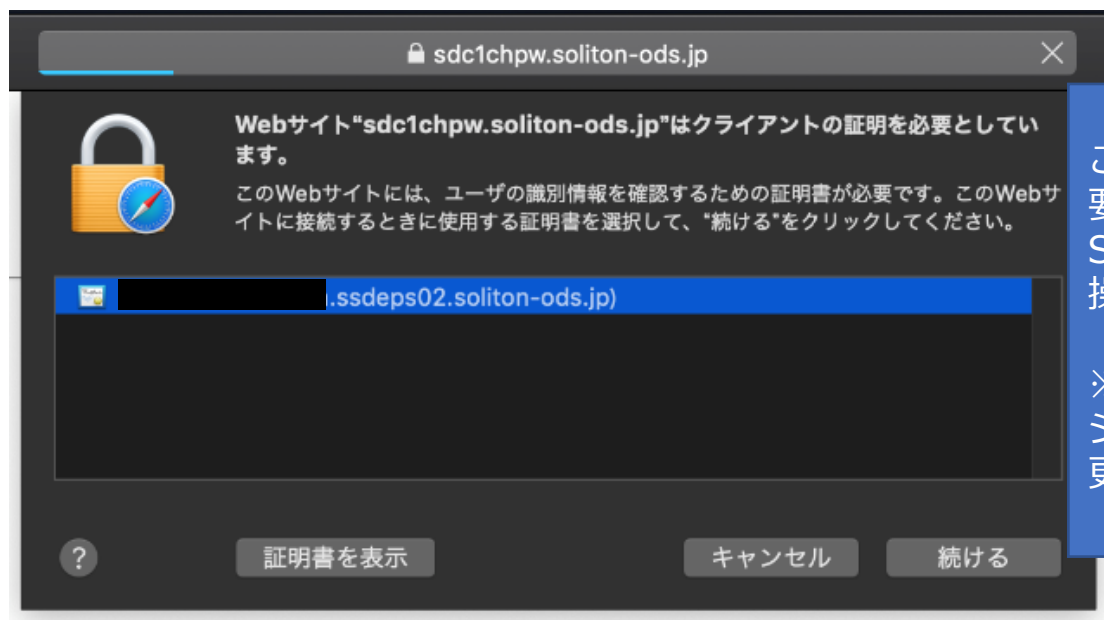 sdc1chpw.soliton-ods.jp
Webサイト“sdc1chpw.soliton-ods.jp”はクライアントの証明を必要としてい
ます。
このWebサイトには、ユーザの識別情報を確認するための証明書が必要です。このWebサ
イトに接続するときに使用する証明書を選択して、“続ける”をクリックしてください。
.ssdeps02.soliton-ods.jp)
?
証明書を表示
キャンセル
続ける
こ
要
S
操
※
シ
更